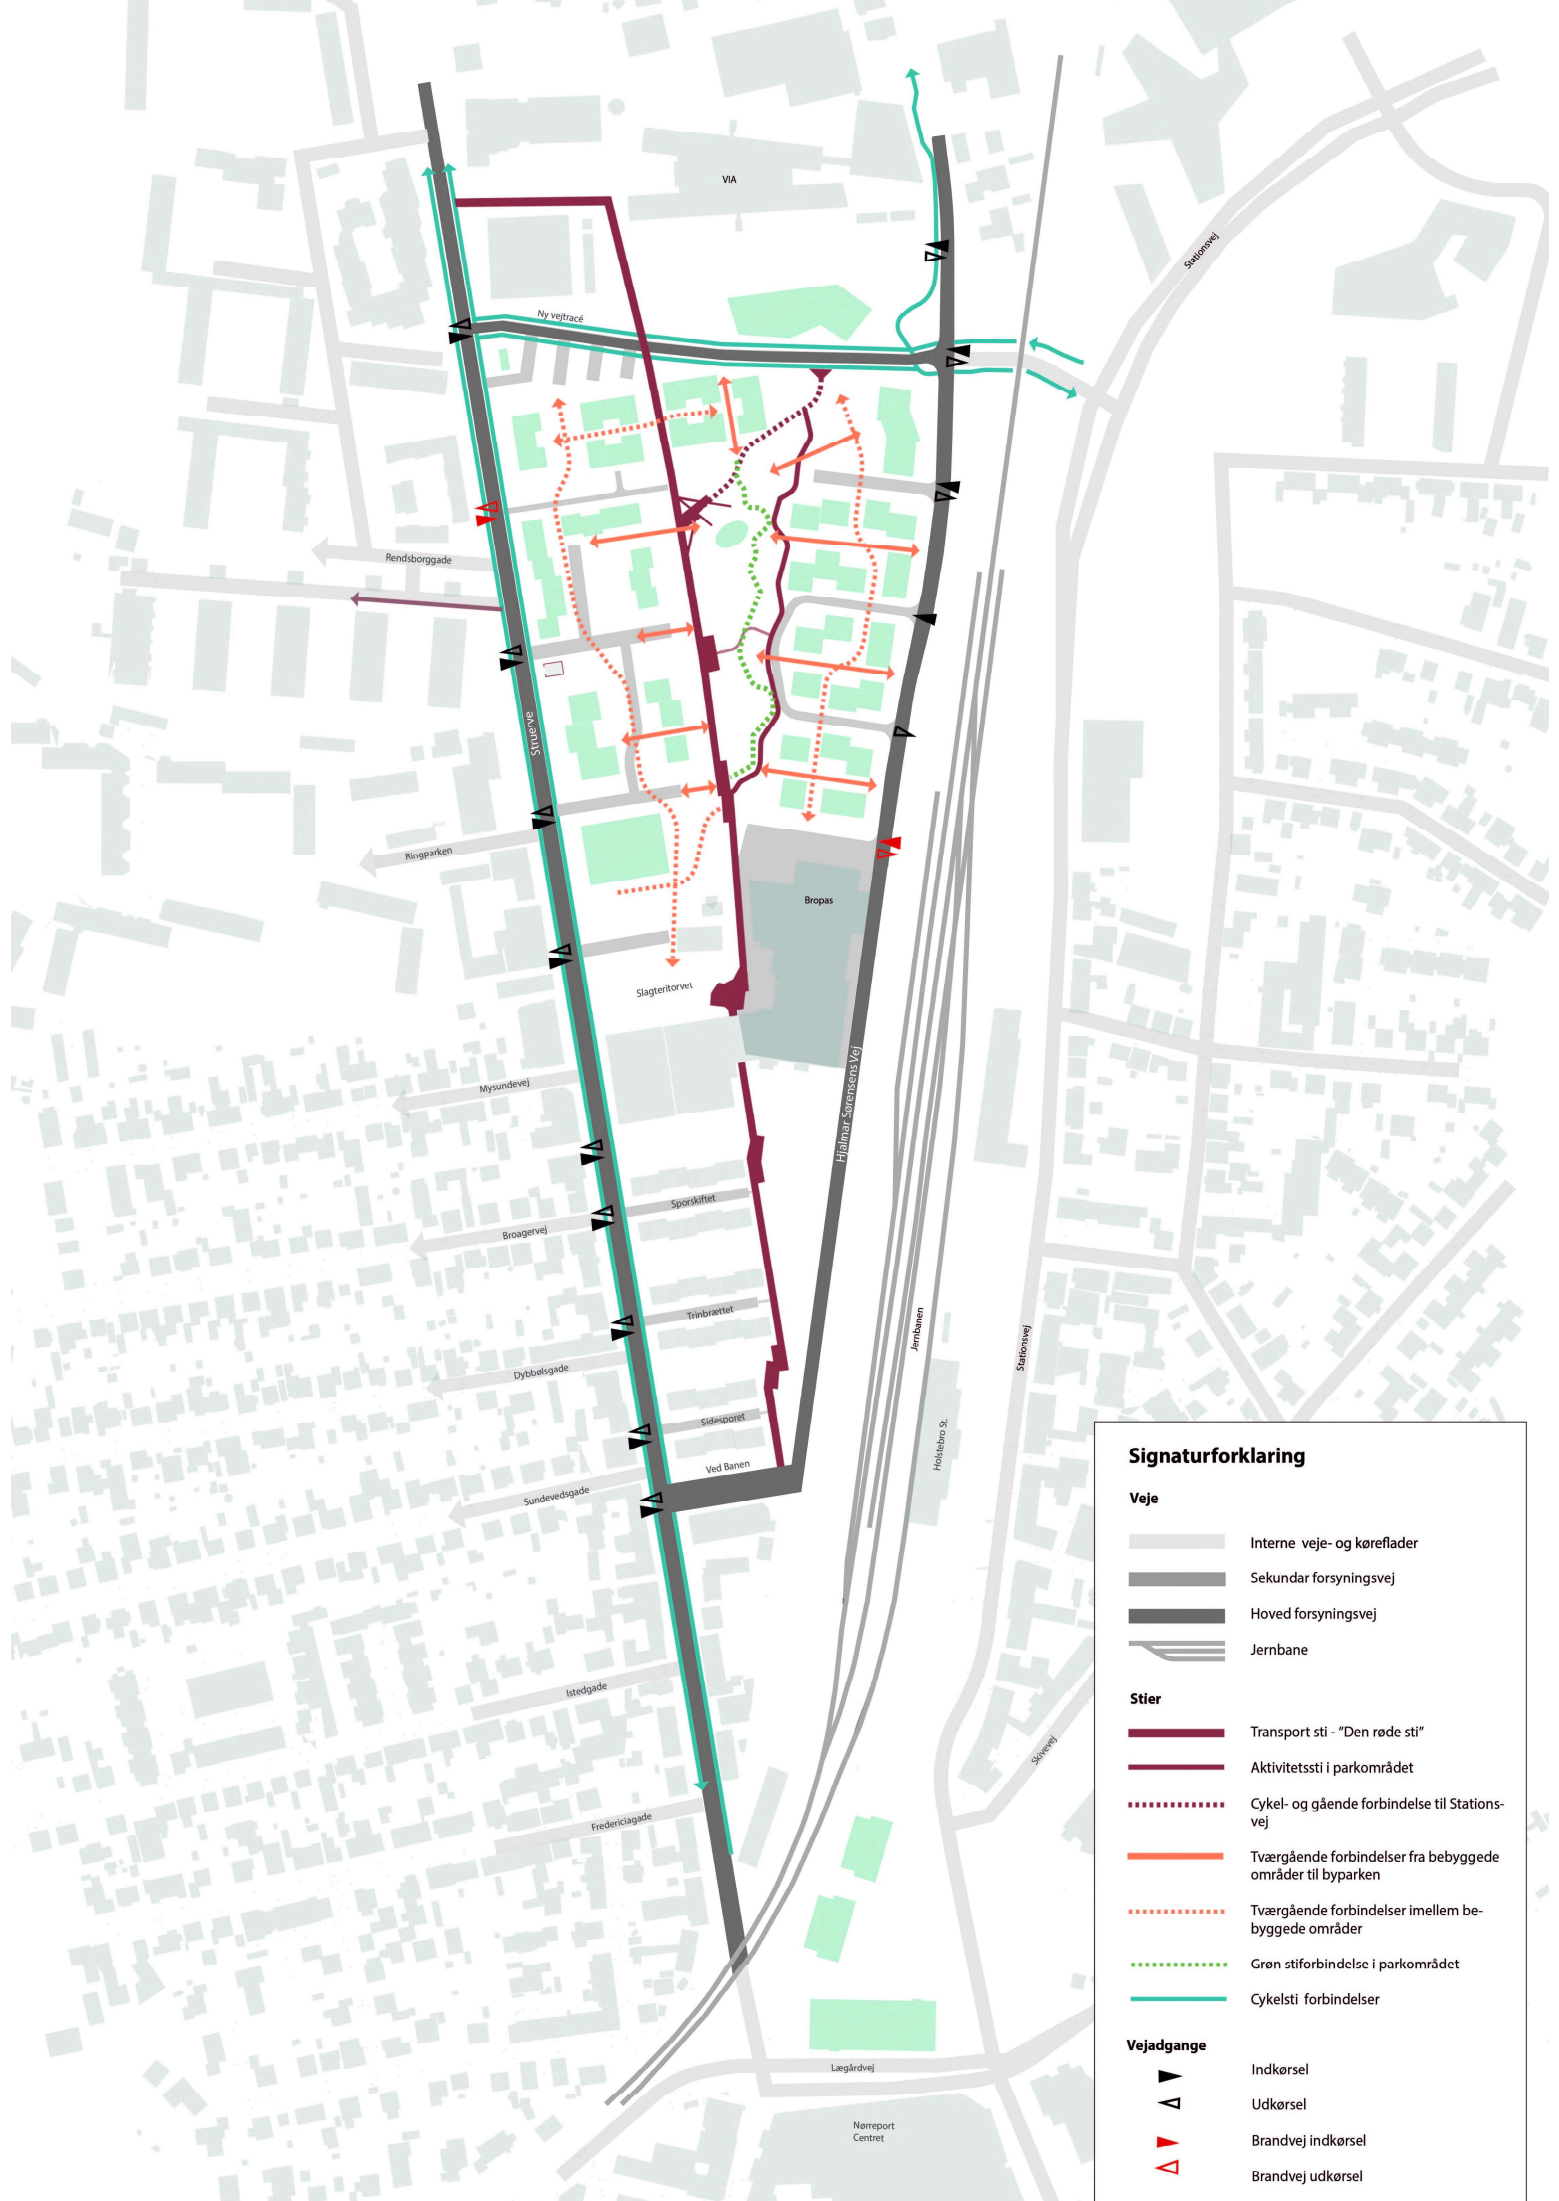 VIA
Stationsvej
Ny vejtracé
Rendsborggade
Struerve
Ringparken
Bropas
Slagteritorvet
Mysundevej
Hjalmar Sørensens Vej
Sporskiftet
Broagervej
Trinbrættet
Jernbanen
Stationsvej
Dybbølsgade
Sidesporet
Holstebro St.
Ved Banen
Sundevedsgade
Istedgade
Skivevej
Fredericiagade
Lægårdvej
Nørreport
Centret
Signaturforklaring
Veje
Interne veje- og køreflader
Sekundar forsyningsvej
Hoved forsyningsvej
Jernbane
Stier
Transport sti - ”Den røde sti”
Aktivitetssti i parkområdet
Cykel- og gående forbindelse til Stations-
vej
Tværgående forbindelser fra bebyggede
områder til byparken
Tværgående forbindelser imellem be-
byggede områder
Grøn stiforbindelse i parkområdet
Cykelsti forbindelser
Vejadgange
Indkørsel
Udkørsel
Brandvej indkørsel
Brandvej udkørsel